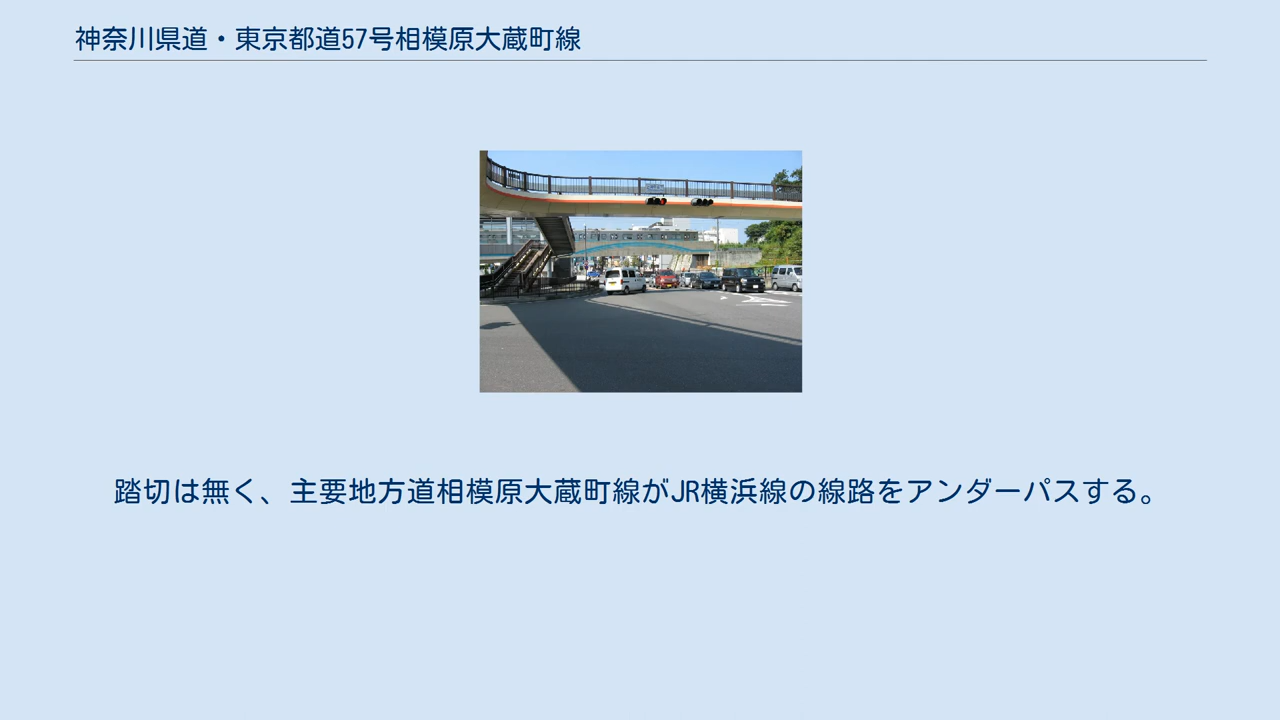 神奈川県道・東京都道57号相模原大蔵町線
踏切は無く、主要地方道相模原大蔵町線がJR横浜線の線路をアンダーパスする。